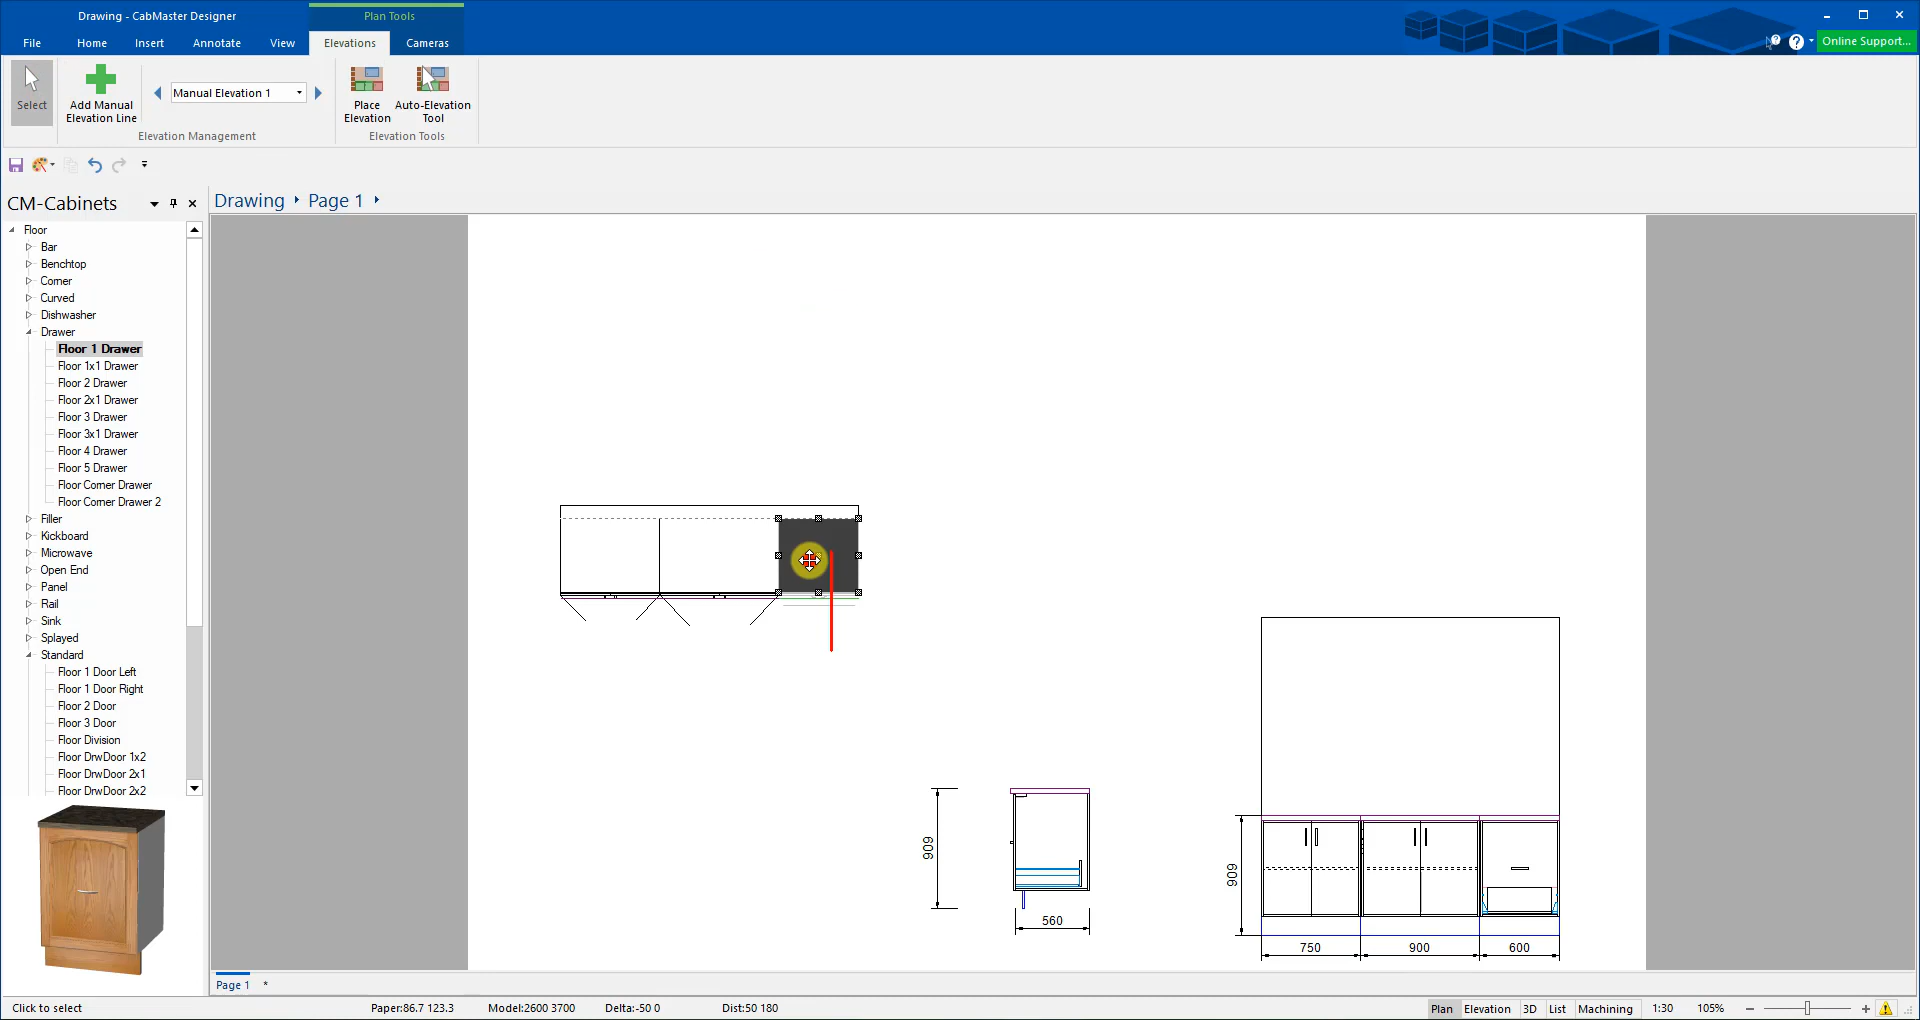 Drawing - CabMaster Designer
Plan Tools
File
Home
Insert
Annotate
View
Elevations
Cameras
Online Support...
Select
Add Manual
Elevation Line
Manual Elevation 1
Place
Elevation
Auto-Elevation
Tool
Elevation Management
Elevation Tools
CM-Cabinets
Drawing
Page 1
Floor
Bar
Benchtop
Corner
Curved
Dishwasher
Drawer
Floor 1 Drawer
Floor 1x1 Drawer
Floor 2 Drawer
Floor 2x1 Drawer
Floor 3 Drawer
Floor 3x1 Drawer
Floor 4 Drawer
Floor 5 Drawer
Floor Corner Drawer
Floor Corner Drawer 2
Filler
Kickboard
Microwave
Open End
Panel
Rail
Sink
Splayed
Standard
Floor 1 Door Left
Floor 1 Door Right
Floor 2 Door
Floor 3 Door
Floor Division
Floor DrwDoor 1x2
Floor DrwDoor 2x1
Floor DrwDoor 2x2
909
560
909
750
900
600
Page 1
*
Click to select
Paper:86.7 123.3
Model:2600 3700
Delta:-50 0
Dist:50 180
Plan
Elevation
3D
List
Machining
1:30
105%